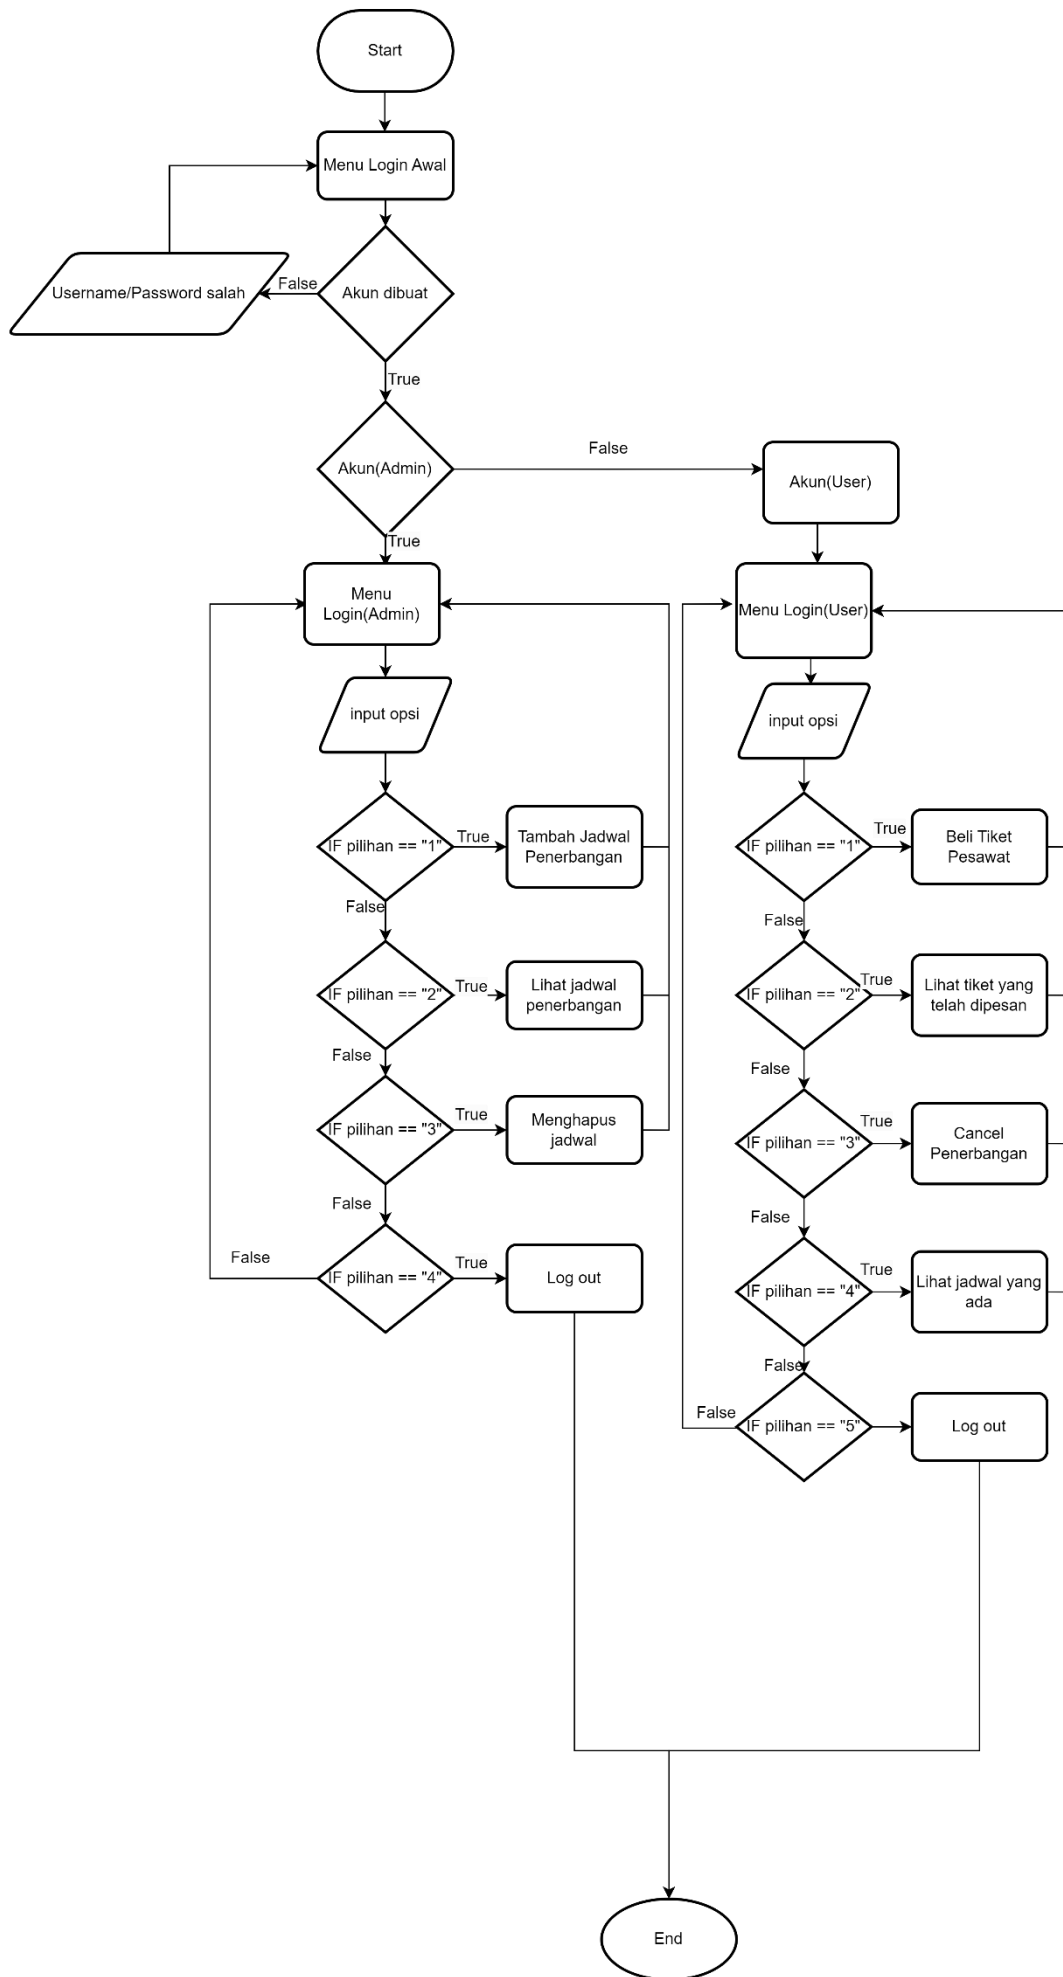 Start
Menu Login Awal
False
Username/Password salah
Akun dibuat
True
Akun(Admin)
False
Akun(User)
True
Menu
Login(Admin)
input opsi
IF pilihan == "1"
True
Tambah Jadwal
Penerbangan
False
IF pilihan == "2"
True
Lihat jadwal
penerbangan
False
IF pilihan == "3"
True
Menghapus
jadwal
False
False
IF pilihan == "4"
True
Log out
Menu Login(User)
input opsi
IF pilihan == "1"
True
Beli Tiket
Pesawat
False
IF pilihan == "2"
True
Lihat tiket yang
telah dipesan
False
IF pilihan == "3"
True
Cancel
Penerbangan
False
IF pilihan == "4"
True
Lihat jadwal yang
ada
False
False
IF pilihan == "5"
Log out
End